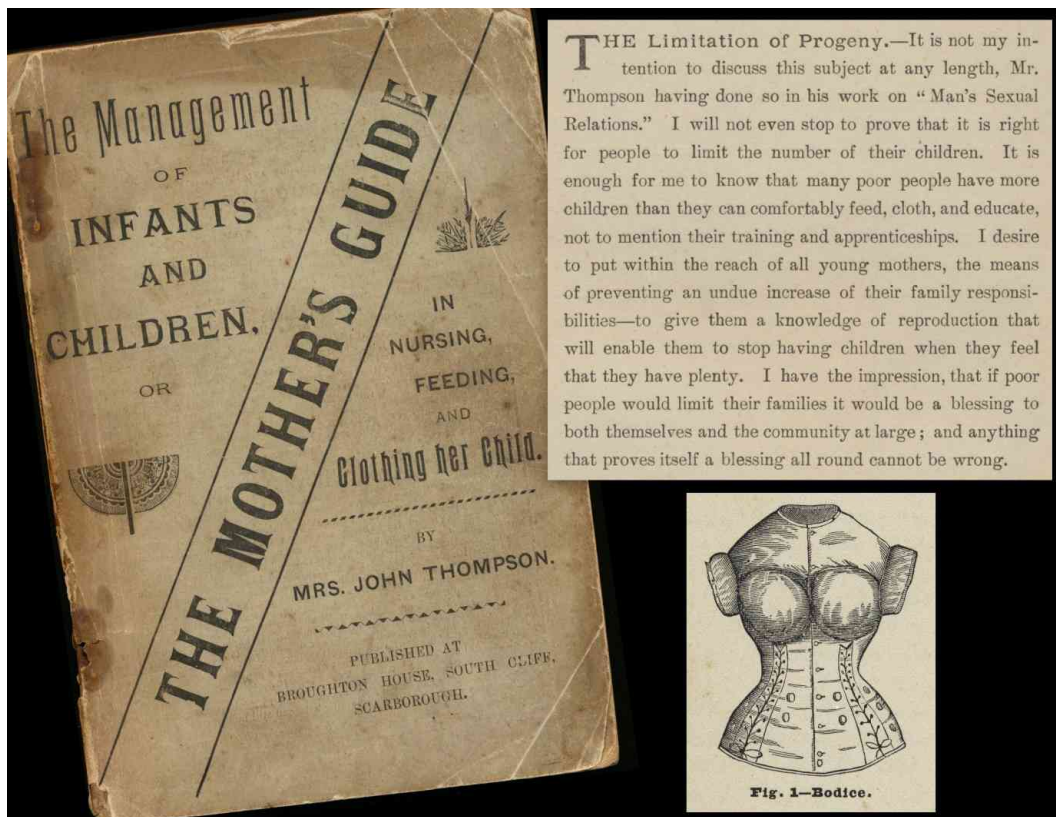 The Management
OF
INFANTS
AND
CHILDREN,
OR
THE MOTHER'S GUIDE
IN
NURSING,
FEEDING,
AND
Clothing her Child.
BY
MRS. JOHN THOMPSON.
PUBLISHED AT
BROUGHTON HOUSE, SOUTH CLIFF,
SCARBOROUGH.
THE Limitation of Progeny.—It is not my in-
tention to discuss this subject at any length, Mr.
Thompson having done so in his work on “ Man's Sexual
Relations.” I will not even stop to prove that it is right
for people to limit the number of their children. It is
enough for me to know that many poor people have more
children than they can comfortably feed, cloth, and educate,
not to mention their training and apprenticeships. I desire
to put within the reach of all young mothers, the means
of preventing an undue increase of their family responsi-
bilities—to give them a knowledge of reproduction that
will enable them to stop having children when they feel
that they have plenty. I have the impression, that if poor
people would limit their families it would be a blessing to
both themselves and the community at large ; and anything
that proves itself a blessing all round cannot be wrong.
Fig. 1—Bodice.